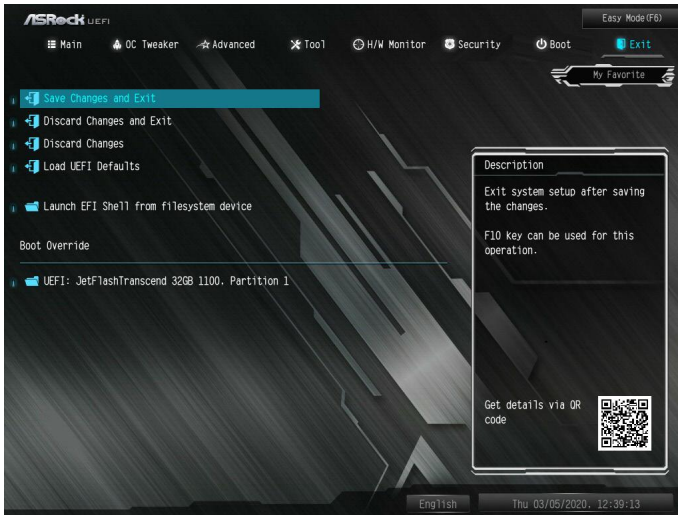 ASRock UEFI
Easy Mode(F6)
Main OC Tweaker Advanced Tool H/W Monitor Security Boot Exit
My Favorite
Save Changes and Exit
Discard Changes and Exit
Discard Changes
Load UEFI Defaults
Launch EFI Shell from filesystem device
Boot Override
UEFI: JetFlashTranscend 32GB 1100, Partition 1
Description
Exit system setup after saving
the changes.
F10 key can be used for this
operation.
Get details via QR
code
English
Thu 03/05/2020, 12:39:13